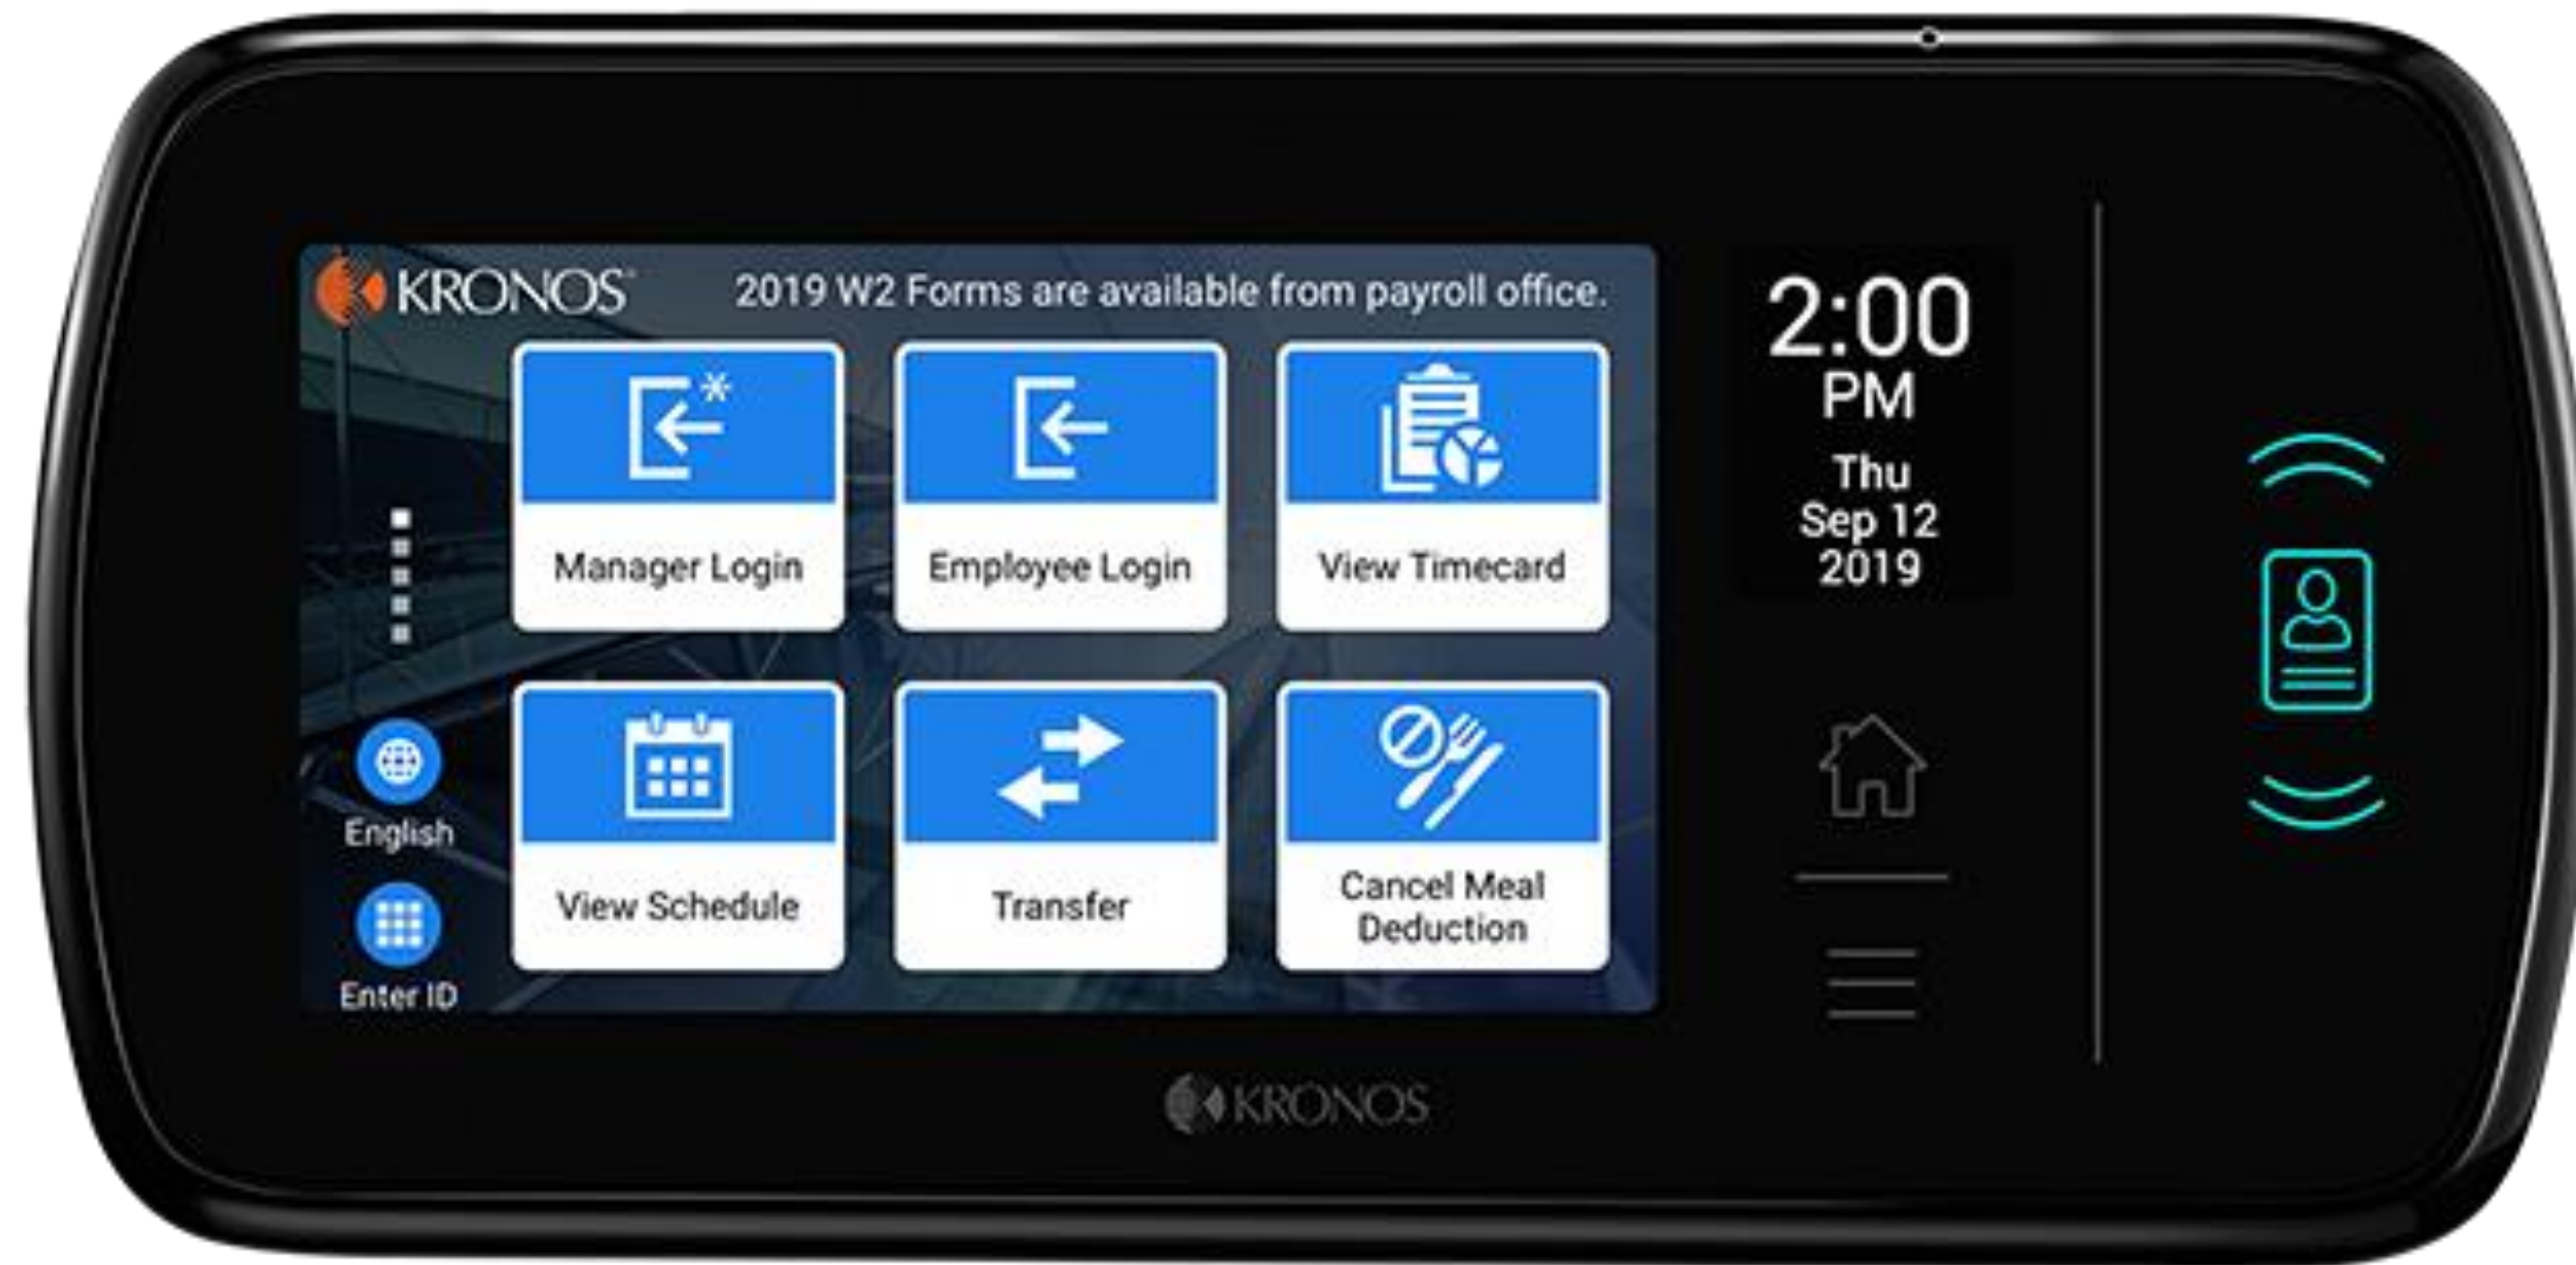 KRONOS
2019 W2 Forms are available from payroll office.
Manager Login
Employee Login
View Timecard
English
Enter ID
View Schedule
Transfer
Cancel Meal
Deduction
2:00
PM
Thu
Sep 12
2019
KRONOS